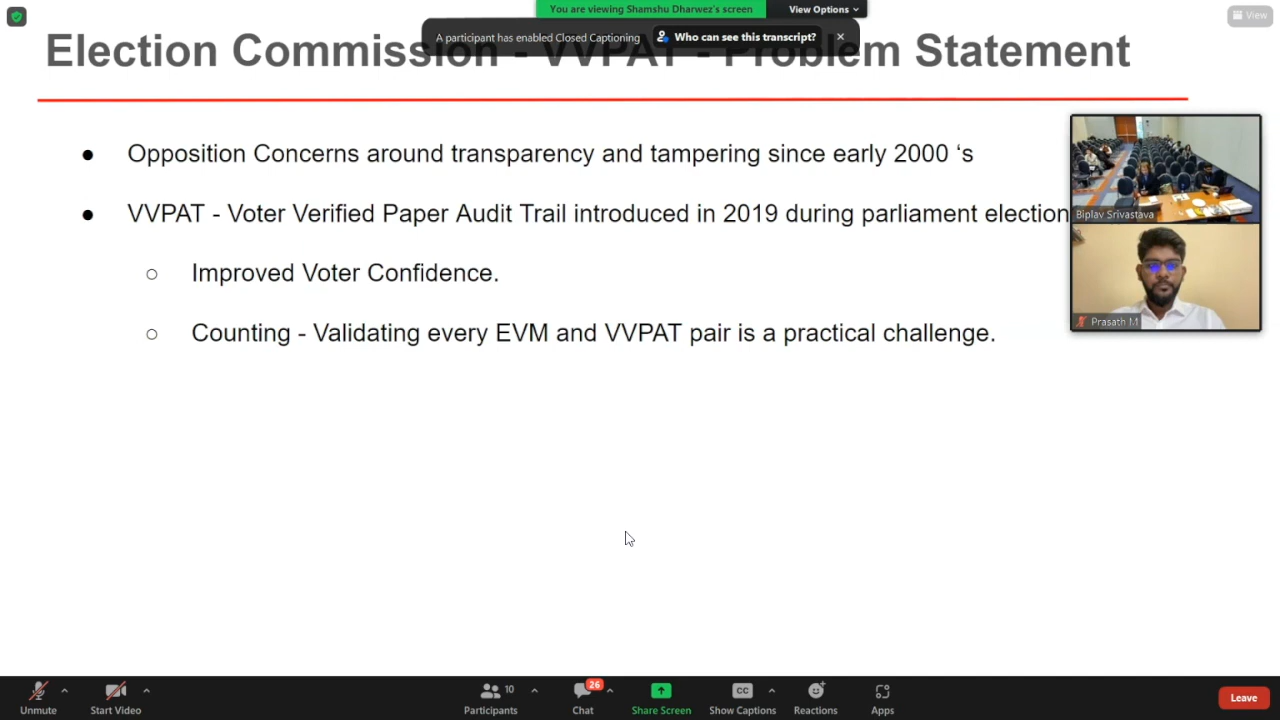 You are viewing Shamshu Dharwez's screen
View Options
View
A participant has enabled Closed Captioning
Who can see this transcript?
Election Commission - VVPAT - Problem Statement
● Opposition Concerns around transparency and tampering since early 2000 ‘s
● VVPAT - Voter Verified Paper Audit Trail introduced in 2019 during parliament election
○ Improved Voter Confidence.
○ Counting - Validating every EVM and VVPAT pair is a practical challenge.
Biplav Srivastava
Prasath M
Unmute
Start Video
10
Participants
26
Chat
Share Screen
CC
Show Captions
Reactions
Apps
Leave